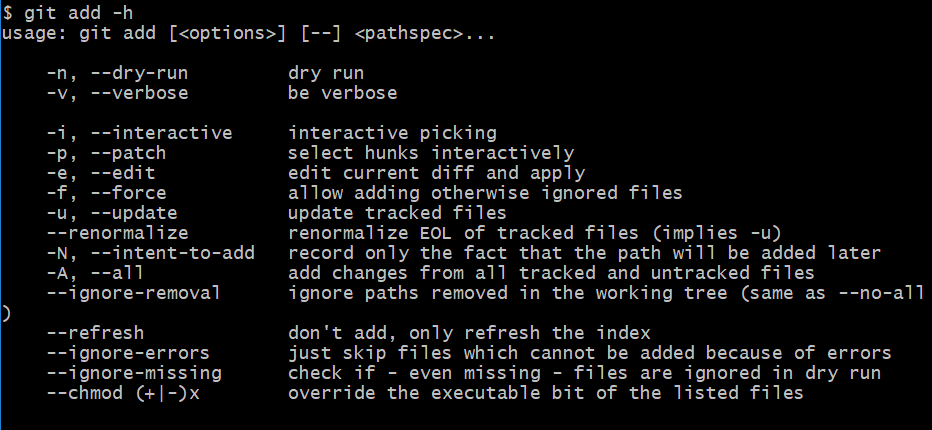 $ git add -h
usage: git add [<options>] [--] <pathspec>...

    -n, --dry-run         dry run
    -v, --verbose         be verbose

    -i, --interactive     interactive picking
    -p, --patch           select hunks interactively
    -e, --edit            edit current diff and apply
    -f, --force           allow adding otherwise ignored files
    -u, --update          update tracked files
    --renormalize         renormalize EOL of tracked files (implies -u)
    -N, --intent-to-add   record only the fact that the path will be added later
    -A, --all             add changes from all tracked and untracked files
    --ignore-removal      ignore paths removed in the working tree (same as --no-all
)
    --refresh             don't add, only refresh the index
    --ignore-errors       just skip files which cannot be added because of errors
    --ignore-missing      check if - even missing - files are ignored in dry run
    --chmod (+|-)x        override the executable bit of the listed files